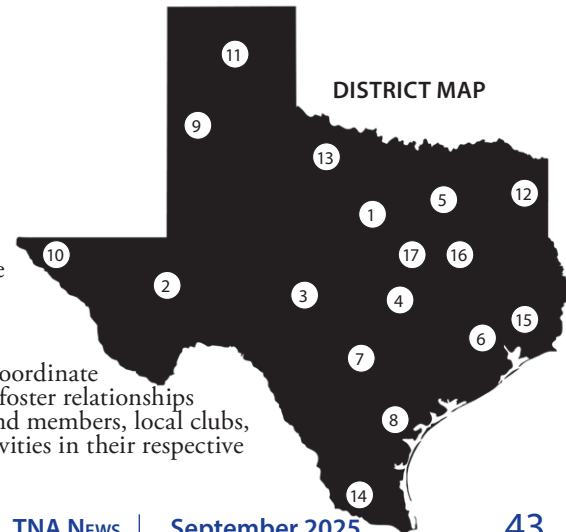 11
DISTRICT MAP
9
13
12
5
1
10
17
16
e
2
3
4
15
6
7
oordinate
foster relationships
nd members, local clubs,
8
vities in their respective
14
TNA News | September 2025 43